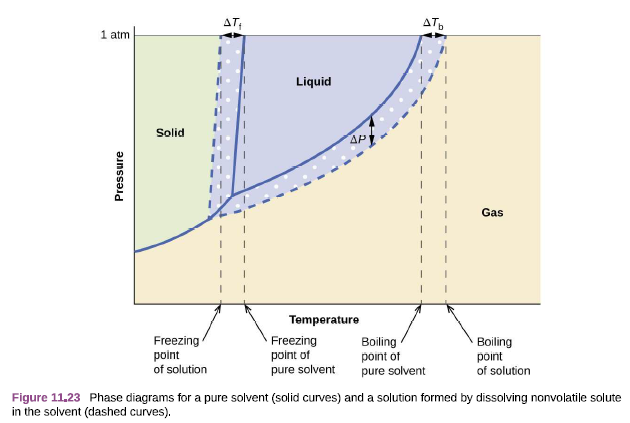 ΔTf ΔTb
1 atm
Liquid
Solid
ΔP
Pressure
Gas
Temperature
Freezing
point
of solution
Freezing
point of
pure solvent
Boiling
point of
pure solvent
Boiling
point
of solution
Figure 11.23 Phase diagrams for a pure solvent (solid curves) and a solution formed by dissolving nonvolatile solute
in the solvent (dashed curves).